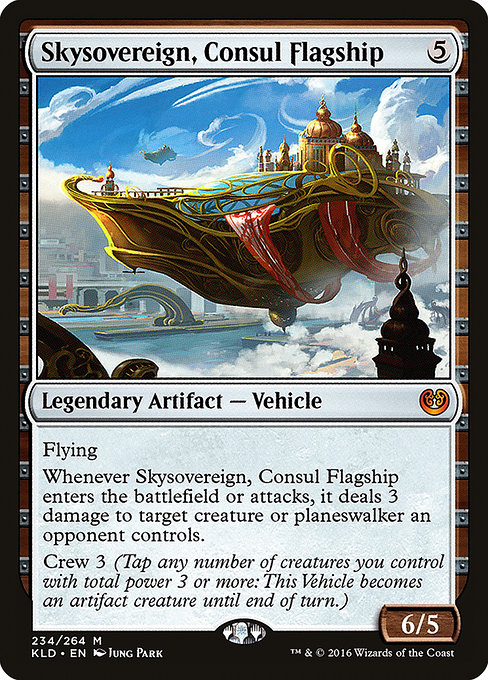 Skysovereign, Consul Flagship 5
Legendary Artifact — Vehicle
Flying
Whenever Skysovereign, Consul Flagship
enters the battlefield or attacks, it deals 3
damage to target creature or planeswalker an
opponent controls.
Crew 3 (Tap any number of creatures you control
with total power 3 or more: This Vehicle becomes
an artifact creature until end of turn.)
6/5
234/264 M
KLD • EN Jung Park
™ & © 2016 Wizards of the Coast